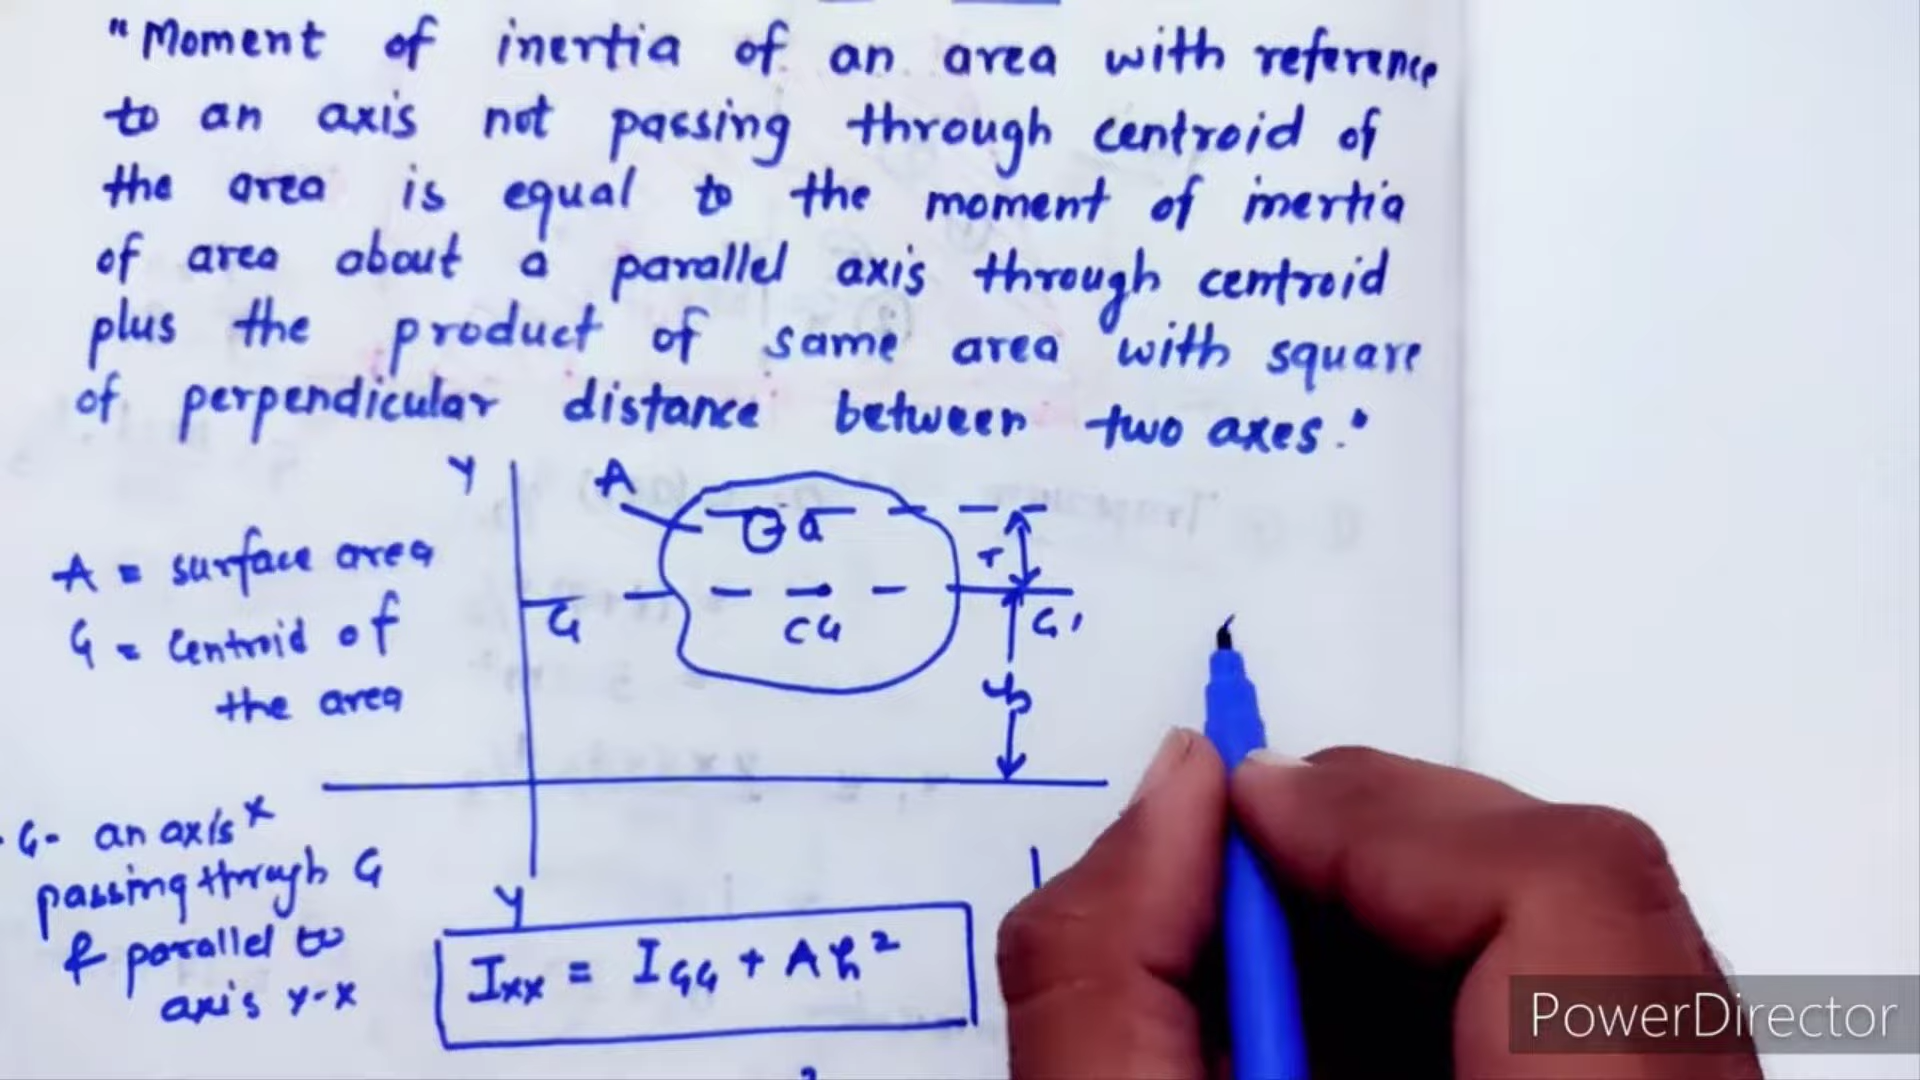 "Moment of inertia of an area with reference
to an axis not passing through centroid of
the area is equal to the moment of inertia
of area about a parallel axis through centroid
plus the product of same area with square
of perpendicular distance between two axes."
Y
A
a
A = surface area
r
G
CG
G'
G = Centroid of
the area
h
X
G - an axis
passing through G
& parallel to
axis x-x
Y
Ixx = IGG + Ah²
PowerDirector